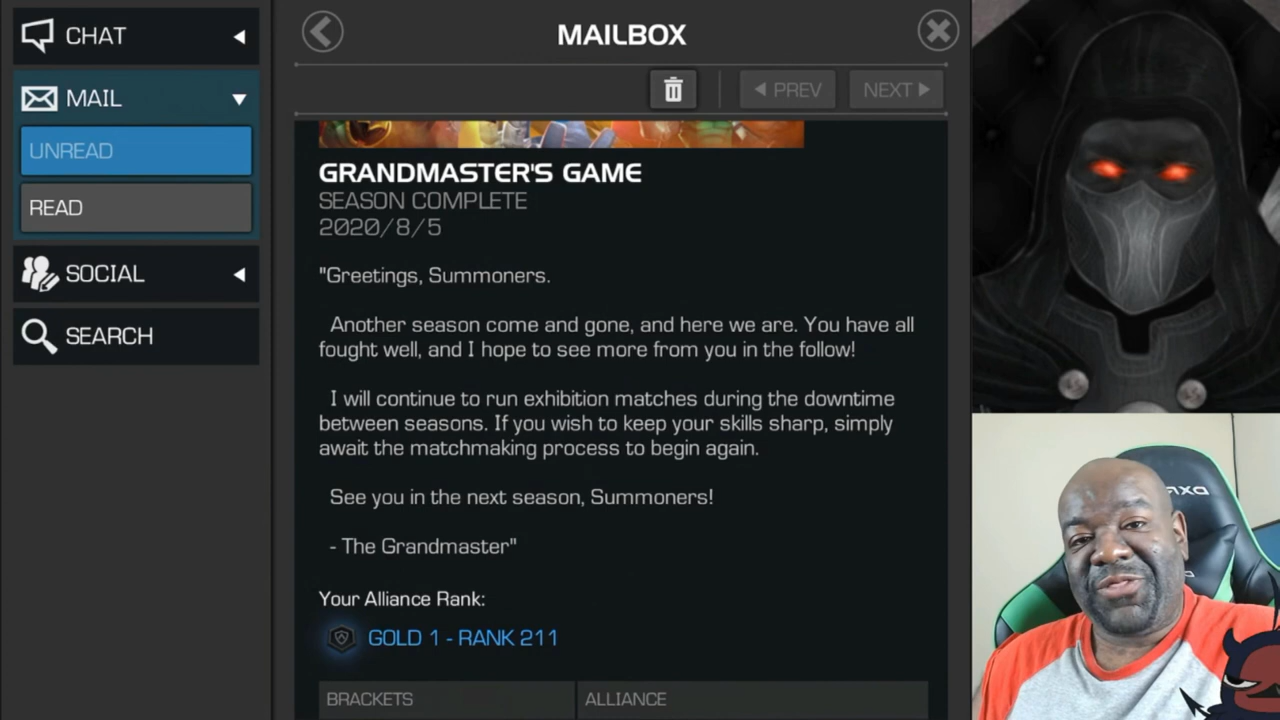 CHAT
MAIL
UNREAD
READ
SOCIAL
SEARCH
MAILBOX
PREV
NEXT
GRANDMASTER'S GAME
SEASON COMPLETE
2020/8/5
"Greetings, Summoners.
Another season come and gone, and here we are. You have all
fought well, and I hope to see more from you in the follow!
I will continue to run exhibition matches during the downtime
between seasons. If you wish to keep your skills sharp, simply
await the matchmaking process to begin again.
See you in the next season, Summoners!
- The Grandmaster"
Your Alliance Rank:
GOLD 1 - RANK 211
BRACKETS
ALLIANCE